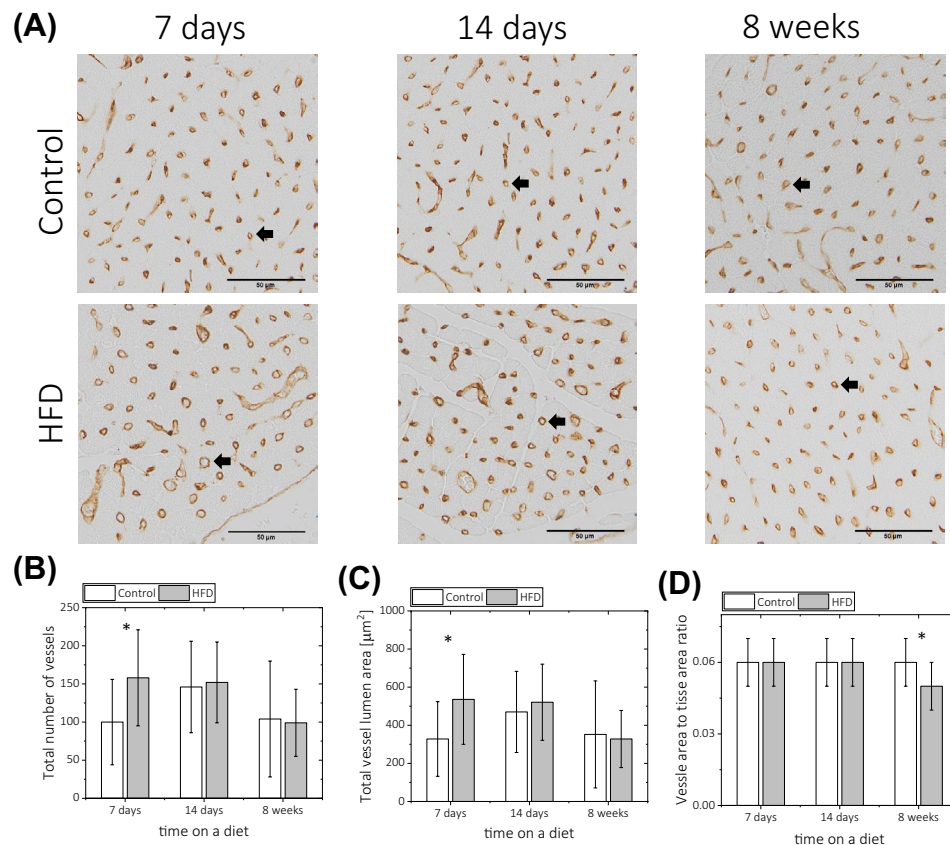 (A)
7 days
14 days
8 weeks
Control
50 µm
50 µm
50 µm
HFD
50 µm
50 µm
50 µm
(B)
Control HFD
Total number of vessels
250
200
150
100
50
0
*
7 days 14 days 8 weeks
time on a diet
(C)
Control HFD
Total vessel lumen area [µm²]
1000
800
600
400
200
0
*
7 days 14 days 8 weeks
time on a diet
(D)
Control HFD
Vessle area to tisse area ratio
0.06
0.03
0.00
*
7 days 14 days 8 weeks
time on a diet